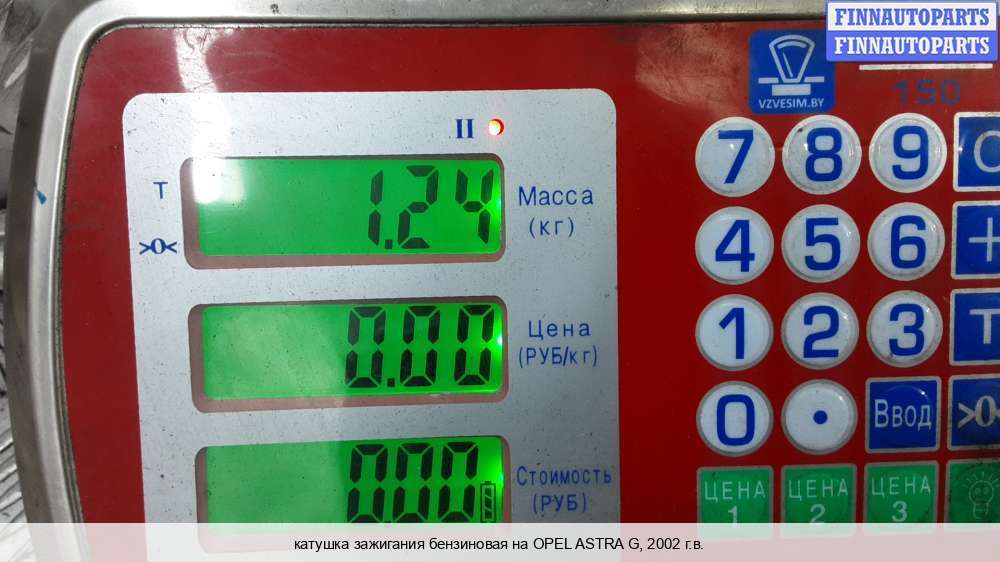 FINNAUTOPARTS
FINNAUTOPARTS
VZVESIM.BY
150
II
T
1.24
Масса
(кг)
>0<
7 8 9 C
4 5 6 +
0.00
Цена
(РУБ/кг)
1 2 3 T
0 . Ввод >0<
0.00
Стоимость
(РУБ)
ЦЕНА 1
ЦЕНА 2
ЦЕНА 3
катушка зажигания бензиновая на OPEL ASTRA G, 2002 г.в.